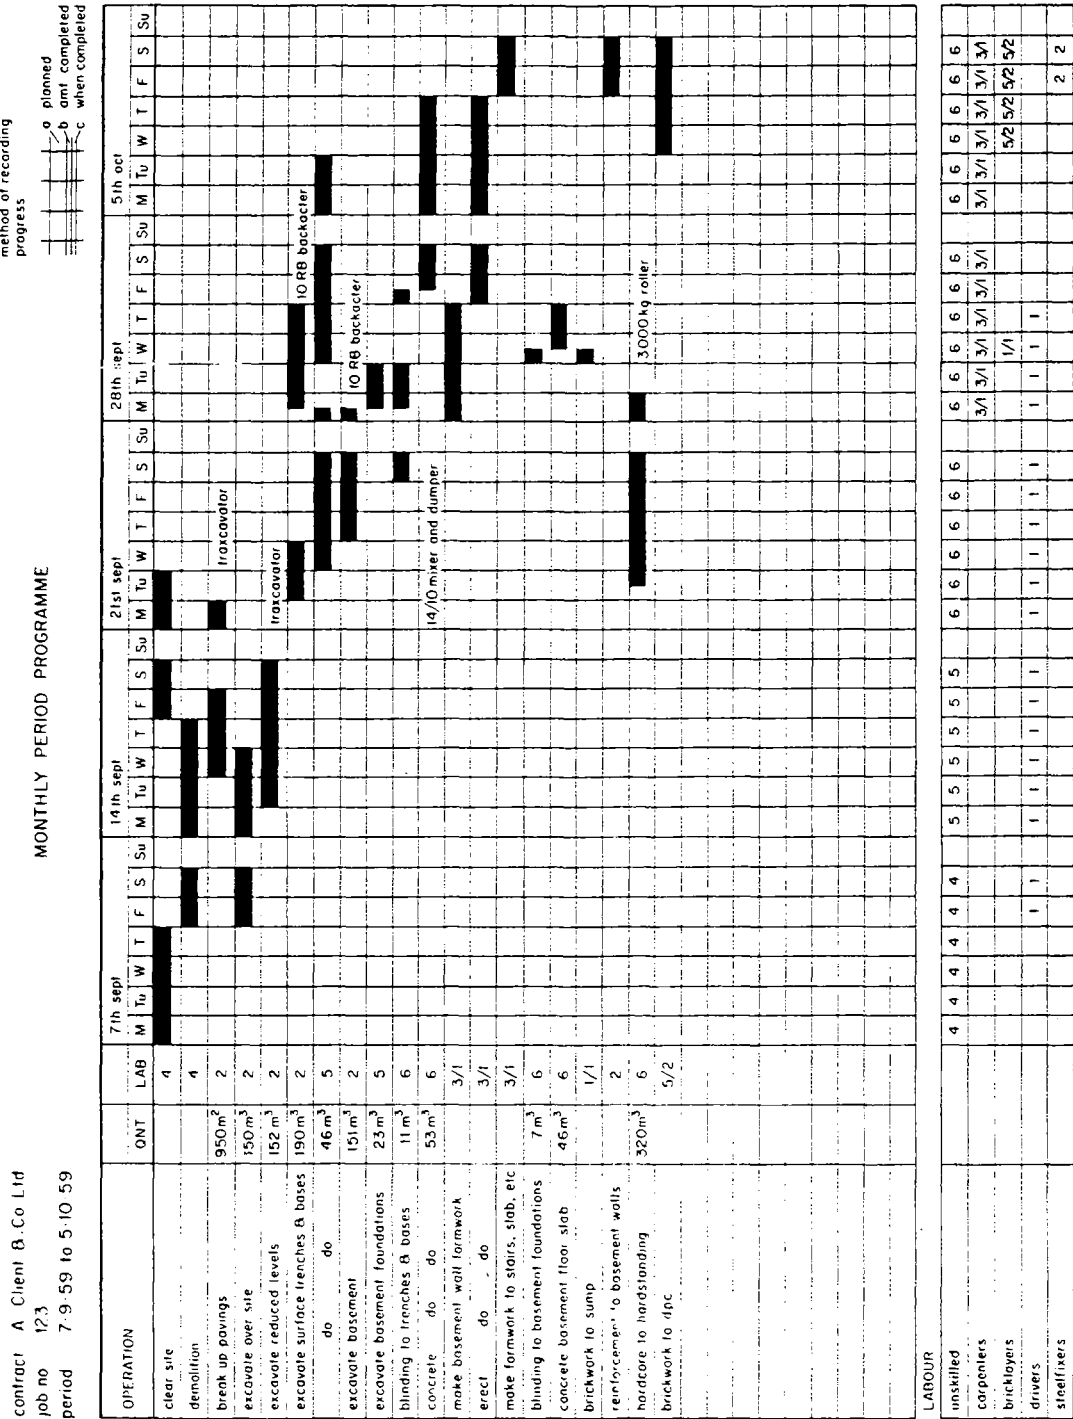 contract A Client & Co Ltd
job no 123
period 7·9·59 to 5·10·59
MONTHLY PERIOD PROGRAMME
method of recording
progress
a planned
b amt completed
c when completed
OPERATION QNT LAB 7th sept 14th sept 21st sept 28th sept 5th oct
M Tu W T F S Su M Tu W T F S Su M Tu W T F S Su M Tu W T F S Su M Tu W T F S Su
clear site 4
demolition 4
break up pavings 950m² 2 traxcavator
excavate over site 350m³ 2
excavate reduced levels 152m³ 2 traxcavator
excavate surface trenches & bases 190m³ 2 10 RB backacter
do do 46m³ 5
excavate basement 151m³ 2 10 RB backacter
excavate basement foundations 23m³ 5
blinding to trenches & bases 11m³ 6
concrete do do 53m³ 6 14/10 mixer and dumper
make basement wall formwork 3/1
erect do do 3/1
make formwork to stairs, slab, etc 3/1
blinding to basement foundations 7m³ 6
concrete basement floor slab 46m³ 6
brickwork to sump 1/1
reinforcement to basement walls 2
hardcore to hardstanding 320m³ 6 3000kg roller
brickwork to dpc 5/2
LABOUR
unskilled 4 4 4 4 4 4 5 5 5 5 5 5 6 6 6 6 6 6 6 6 6 6 6 6 6 6 6 6 6 6
carpenters 3/1 3/1 3/1 3/1 3/1 3/1 3/1 3/1 3/1 3/1 3/1 3/1
bricklayers 1/1 5/2 5/2 5/2 5/2
drivers 1 1 1 1 1 1 1 1 1 1 1 1 1 1 1 1 1 1
steelfixers 2 2